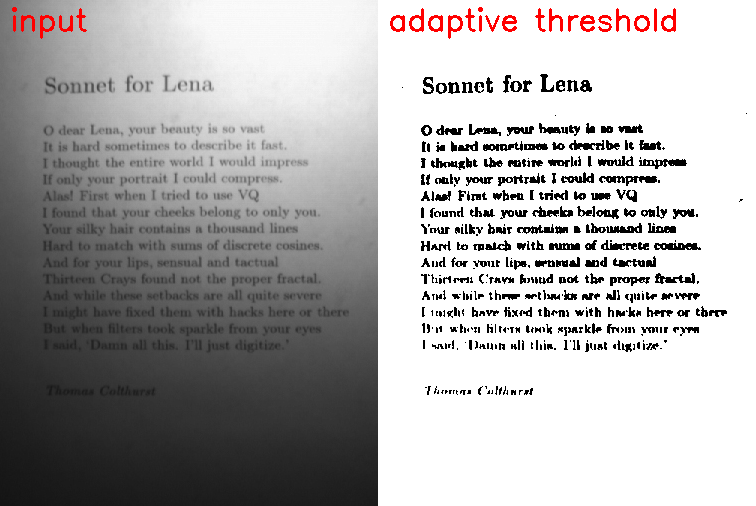 input
Sonnet for Lena
O dear Lena, your beauty is so vast
It is hard sometimes to describe it fast.
I thought the entire world I would impress
If only your portrait I could compress.
Alas! First when I tried to use VQ
I found that your cheeks belong to only you.
Your silky hair contains a thousand lines
Hard to match with sums of discrete cosines.
And for your lips, sensual and tactual
Thirteen Crays found not the proper fractal.
And while these setbacks are all quite severe
I might have fixed them with hacks here or there
But when filters took sparkle from your eyes
I said, 'Damn all this. I'll just digitize.'
Thomas Colthurst
adaptive threshold
Sonnet for Lena
O dear Lena, your beauty is so vast
It is hard sometimes to describe it fast.
I thought the entire world I would impress
If only your portrait I could compress.
Alas! First when I tried to use VQ
I found that your cheeks belong to only you.
Your silky hair contains a thousand lines
Hard to match with sums of discrete cosines.
And for your lips, sensual and tactual
Thirteen Crays found not the proper fractal.
And while these setbacks are all quite severe
I might have fixed them with hacks here or there
But when filters took sparkle from your eyes
I said, 'Damn all this. I'll just digitize.'
Thomas Colthurst